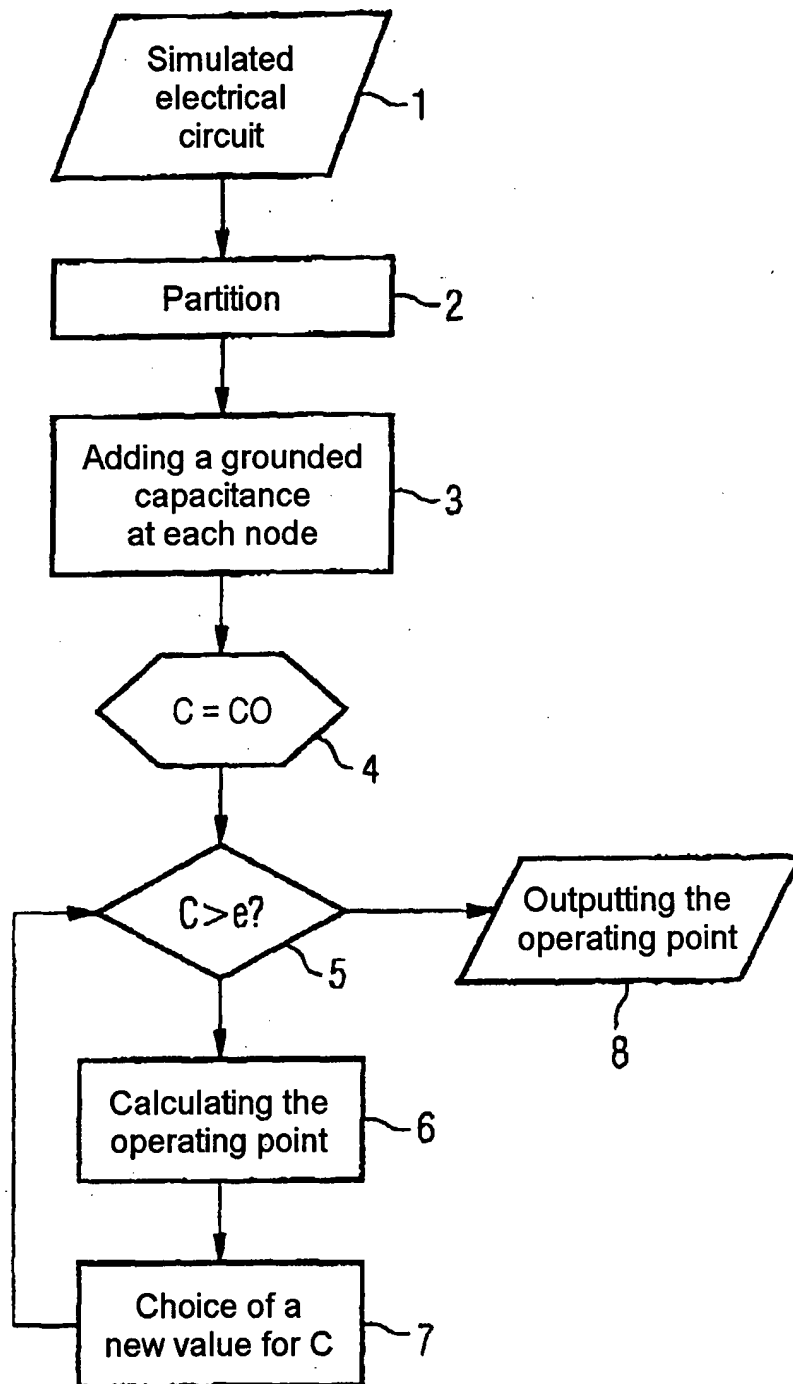 Simulated
electrical
circuit
1
Partition
2
Adding a grounded
capacitance
at each node
3
C = CO
4
C>e?
5
Outputting the
operating point
8
Calculating the
operating point
6
Choice of a
new value for C
7